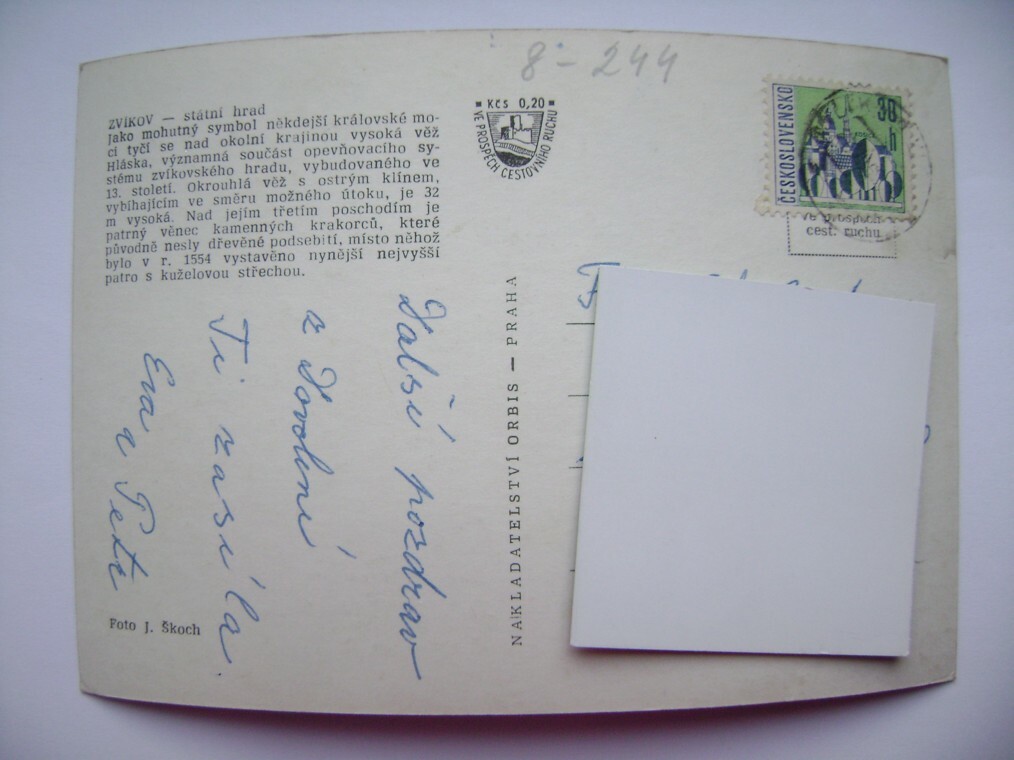 8 - 244
ZVÍKOV — státní hrad
Jako mohutný symbol někdejší královské mo-
ci tyčí se nad okolní krajinou vysoká věž
Hláska, významná součást opevňovacího sy-
stému zvíkovského hradu, vybudovaného ve
13. století. Okrouhlá věž s ostrým klínem,
vybíhajícím ve směru možného útoku, je 32
m vysoká. Nad jejím třetím poschodím je
patrný věnec kamenných krakorců, které
původně nesly dřevěné podsebití, místo něhož
bylo v r. 1554 vystavěno nynější nejvyšší
patro s kuželovou střechou.
Kčs 0,20
VE PROSPĚCH CESTOVNÍHO RUCHU
ČESKOSLOVENSKO
30 h
ve prospěch
cest. ruchu
Další pozdrav
z Dovolené
Ti zasíla
Eva a Peti
NAKLADATELSTVÍ ORBIS — PRAHA
Foto J. Škoch